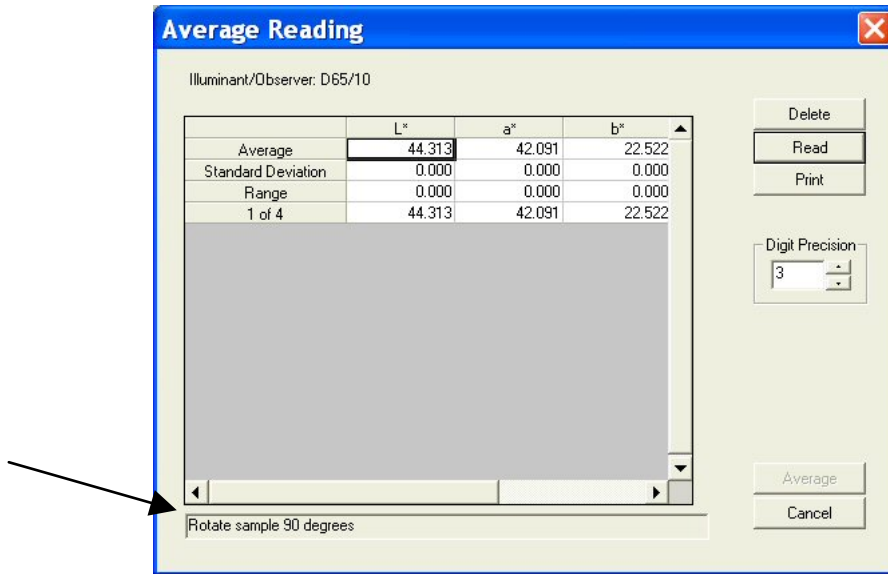 Average Reading
Illuminant/Observer: D65/10
L* a* b*
Average 44.313 42.091 22.522
Standard Deviation 0.000 0.000 0.000
Range 0.000 0.000 0.000
1 of 4 44.313 42.091 22.522
Delete
Read
Print
Digit Precision
3
Average
Cancel
Rotate sample 90 degrees